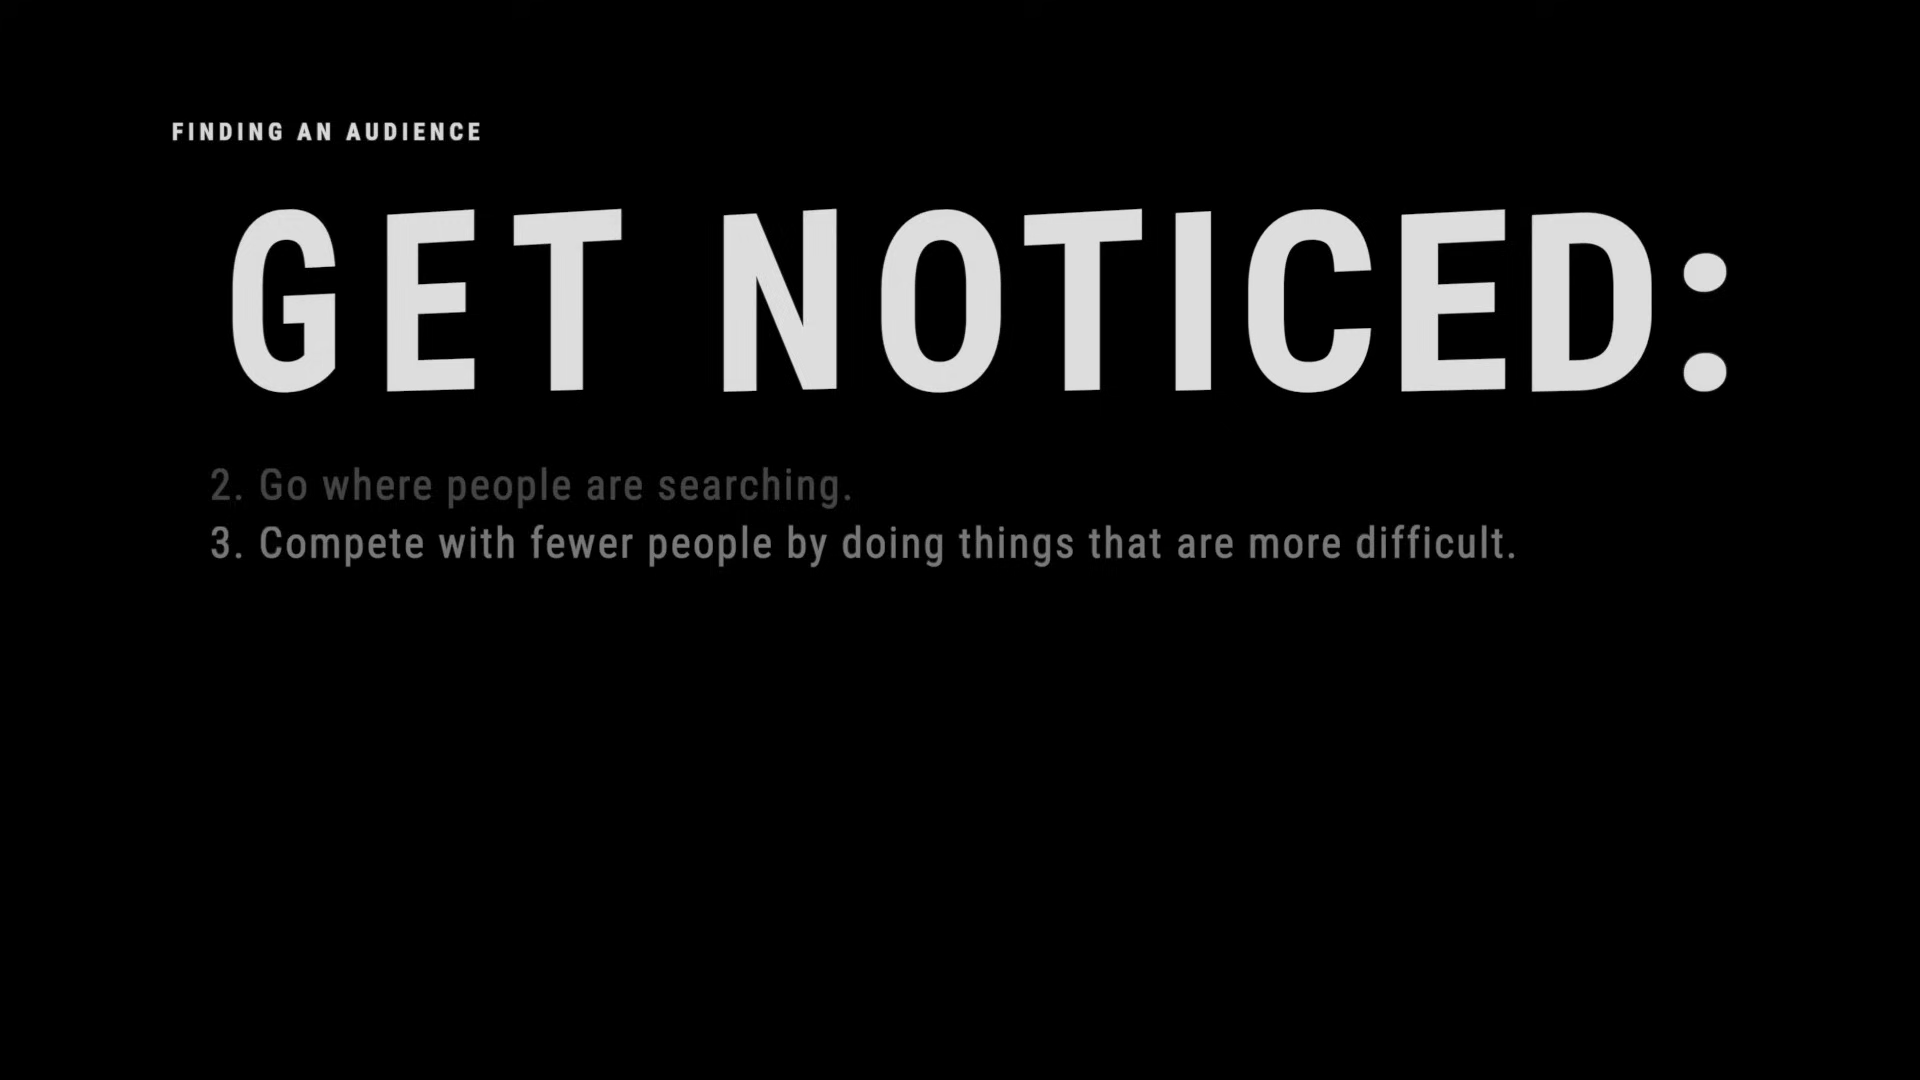 FINDING AN AUDIENCE
GET NOTICED:
2. Go where people are searching.
3. Compete with fewer people by doing things that are more difficult.